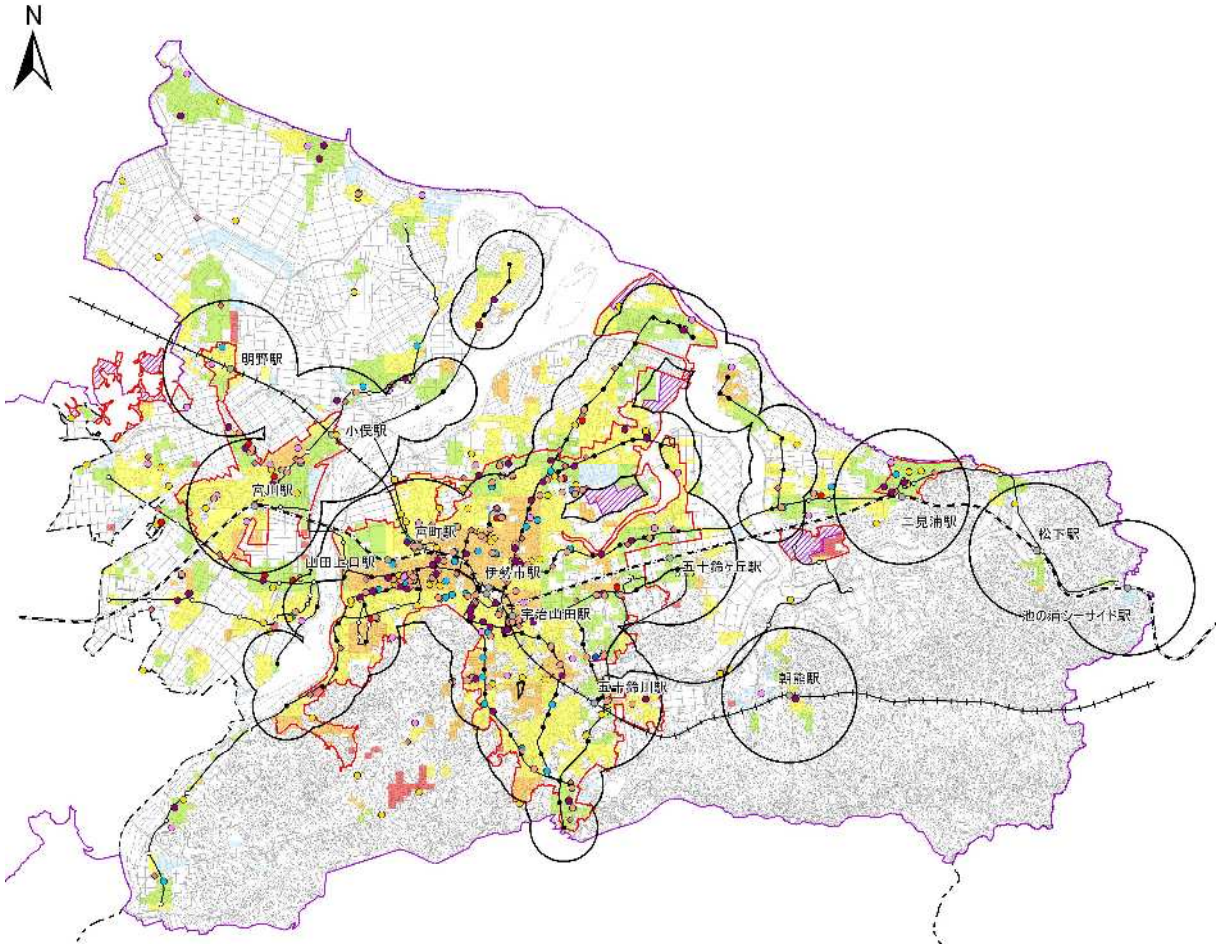 N
明野駅
小俣駅
宮川駅
宮町駅
山田上口駅
伊勢市駅
宇治山田駅
五十鈴ヶ丘駅
五十鈴川駅
朝熊駅
二見浦駅
松下駅
池の浦シーサイド駅